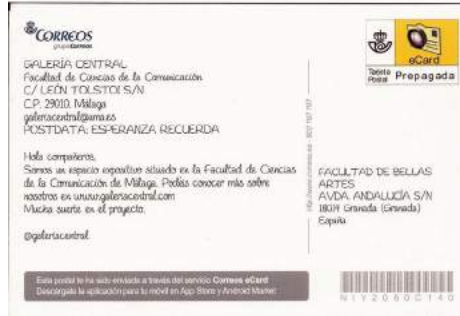 CORREOS
grupoCorreos
GALERÍA CENTRAL
Facultad de Ciencias de la Comunicación
C/ LEÓN TOLSTOI S/N
C.P. 29010. Málaga
galeriacentral@uma.es
POSTDATA: ESPERANZA RECUERDA
Hola compañeros,
Somos un espacio expositivo situado en la Facultad de Ciencias
de la Comunicación de Málaga. Podéis conocer más sobre
nosotros en www.galeriacentral.com
Mucha suerte en el proyecto.
@galeriacentral
eCard
Tarjeta
Postal
Prepagada
FACULTAD DE BELLAS
ARTES
AVDA. ANDALUCÍA S/N
Granada (Granada)
España
Esta postal te ha sido enviada a través del servicio Correos eCard
Descárgate la aplicación para tu móvil en App Store y Android Market
NIY2060C140